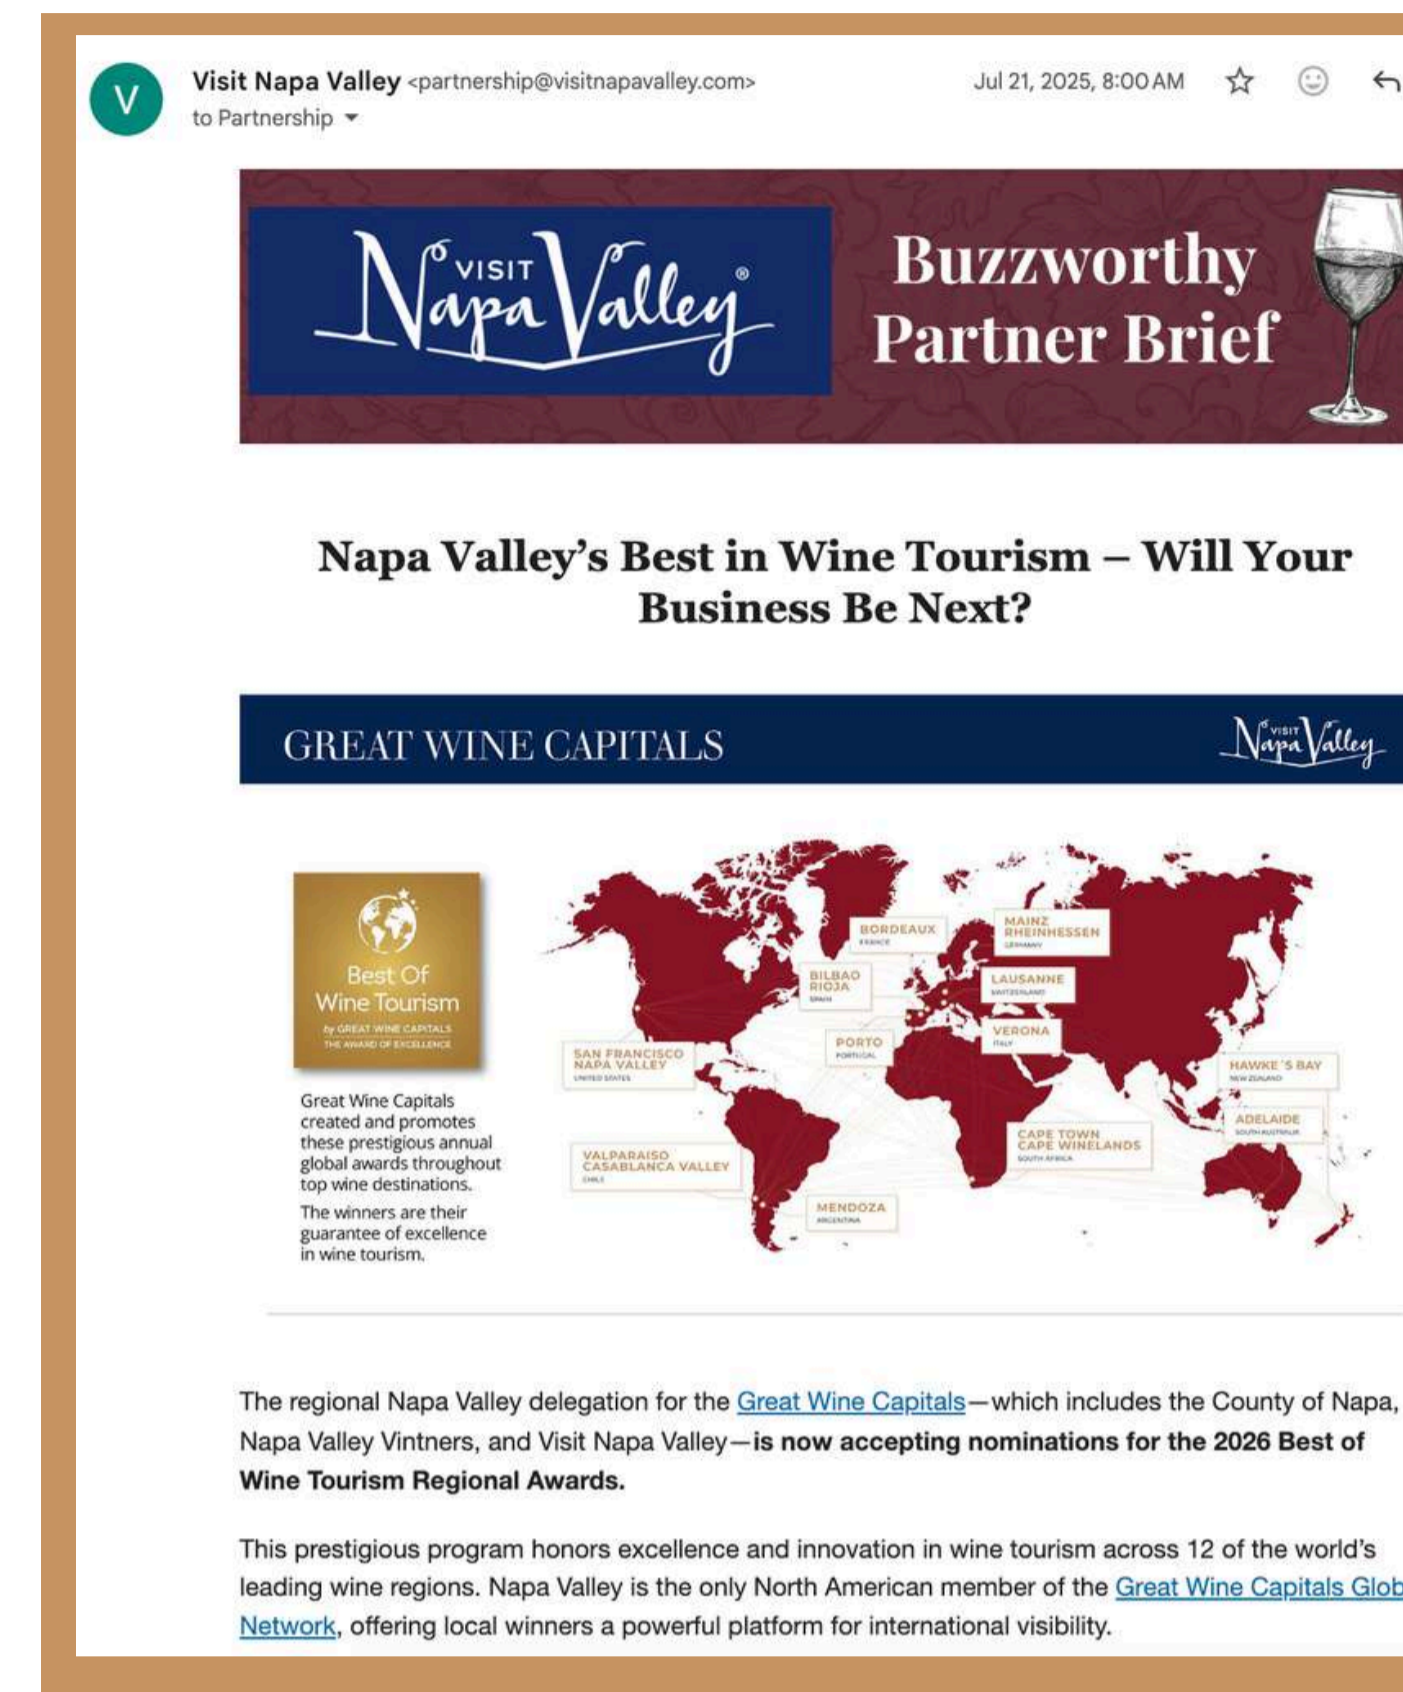 V
Visit Napa Valley <partnership@visitnapavalley.com>
Jul 21, 2025, 8:00 AM
to Partnership
VISIT
Napa Valley®
Buzzworthy
Partner Brief
Napa Valley’s Best in Wine Tourism – Will Your
Business Be Next?
GREAT WINE CAPITALS
VISIT
Napa Valley
Best Of
Wine Tourism
by GREAT WINE CAPITALS
THE AWARD OF EXCELLENCE
Great Wine Capitals
created and promotes
these prestigious annual
global awards throughout
top wine destinations.
The winners are their
guarantee of excellence
in wine tourism.
BORDEAUX
FRANCE
MAINZ
RHEINHESSEN
GERMANY
BILBAO
RIOJA
SPAIN
LAUSANNE
SWITZERLAND
VERONA
ITALY
PORTO
PORTUGAL
SAN FRANCISCO
NAPA VALLEY
UNITED STATES
HAWKE´S BAY
NEW ZEALAND
ADELAIDE
SOUTH AUSTRALIA
CAPE TOWN
CAPE WINELANDS
SOUTH AFRICA
VALPARAISO
CASABLANCA VALLEY
CHILE
MENDOZA
ARGENTINA
The regional Napa Valley delegation for the Great Wine Capitals—which includes the County of Napa,
Napa Valley Vintners, and Visit Napa Valley—is now accepting nominations for the 2026 Best of
Wine Tourism Regional Awards.
This prestigious program honors excellence and innovation in wine tourism across 12 of the world’s
leading wine regions. Napa Valley is the only North American member of the Great Wine Capitals Glob
Network, offering local winners a powerful platform for international visibility.